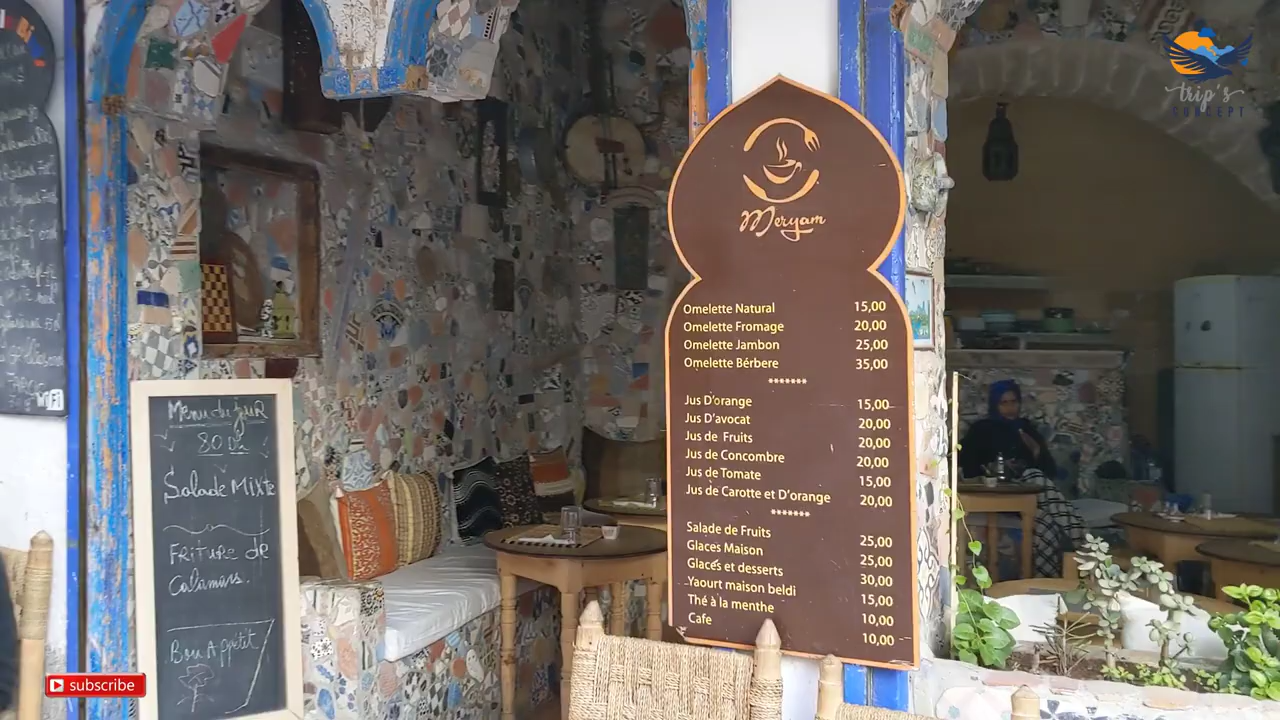 Menu du jouR
80 DH
Salade Mixte
FRiTURe de
Calamars.
Bon Appétit
WiFi
Meryam
Omelette Natural 15,00
Omelette Fromage 20,00
Omelette Jambon 25,00
Omelette Bérbere 35,00
*******
Jus D'orange 15,00
Jus D'avocat 20,00
Jus de Fruits 20,00
Jus de Concombre 20,00
Jus de Tomate 15,00
Jus de Carotte et D'orange 20,00
*******
Salade de Fruits 25,00
Glaces Maison 25,00
Glaces et desserts 30,00
Yaourt maison beldi 15,00
Thé à la menthe 10,00
Cafe 10,00
trip's
CONCEPT
subscribe